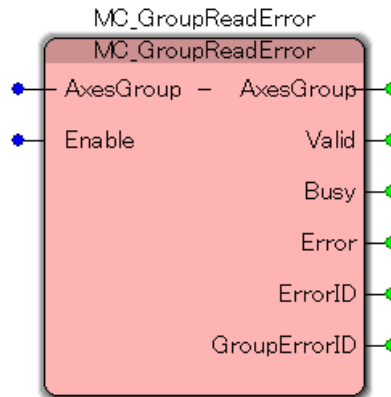 MC_GroupReadError
MC_GroupReadError
AxesGroup – AxesGroup
Enable Valid
Busy
Error
ErrorID
GroupErrorID